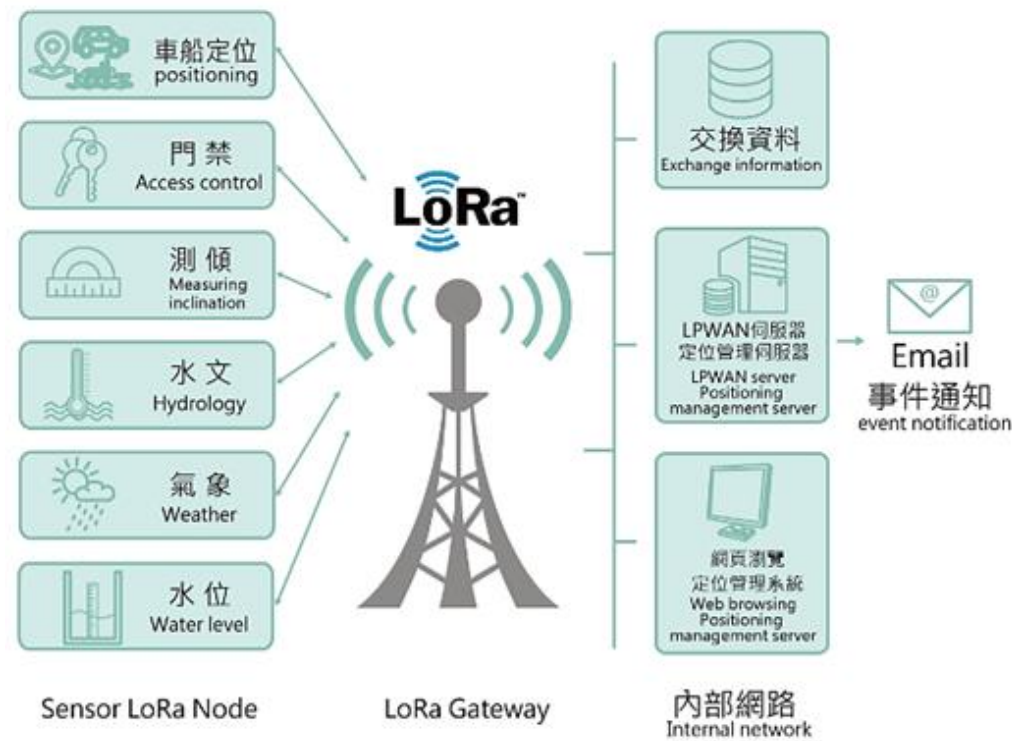 車船定位
positioning
門禁
Access control
測傾
Measuring
inclination
水文
Hydrology
氣象
Weather
水位
Water level
Sensor LoRa Node
LoRa™
LoRa Gateway
交換資料
Exchange information
LPWAN伺服器
定位管理伺服器
LPWAN server
Positioning
management server
網頁瀏覽
定位管理系統
Web browsing
Positioning
management server
內部網路
Internal network
@
Email
事件通知
event notification